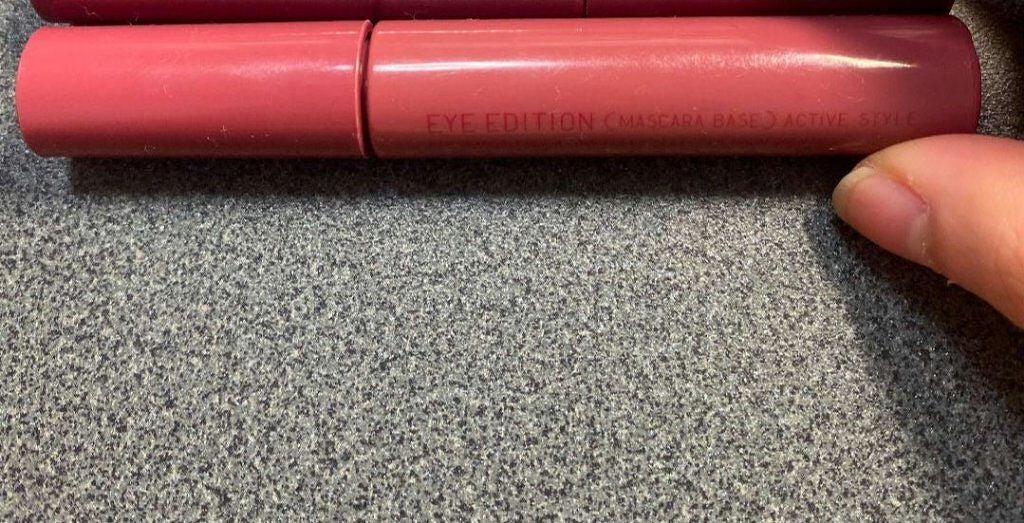 EYE EDITION (MASCARA BASE) ACTIVE STYLE